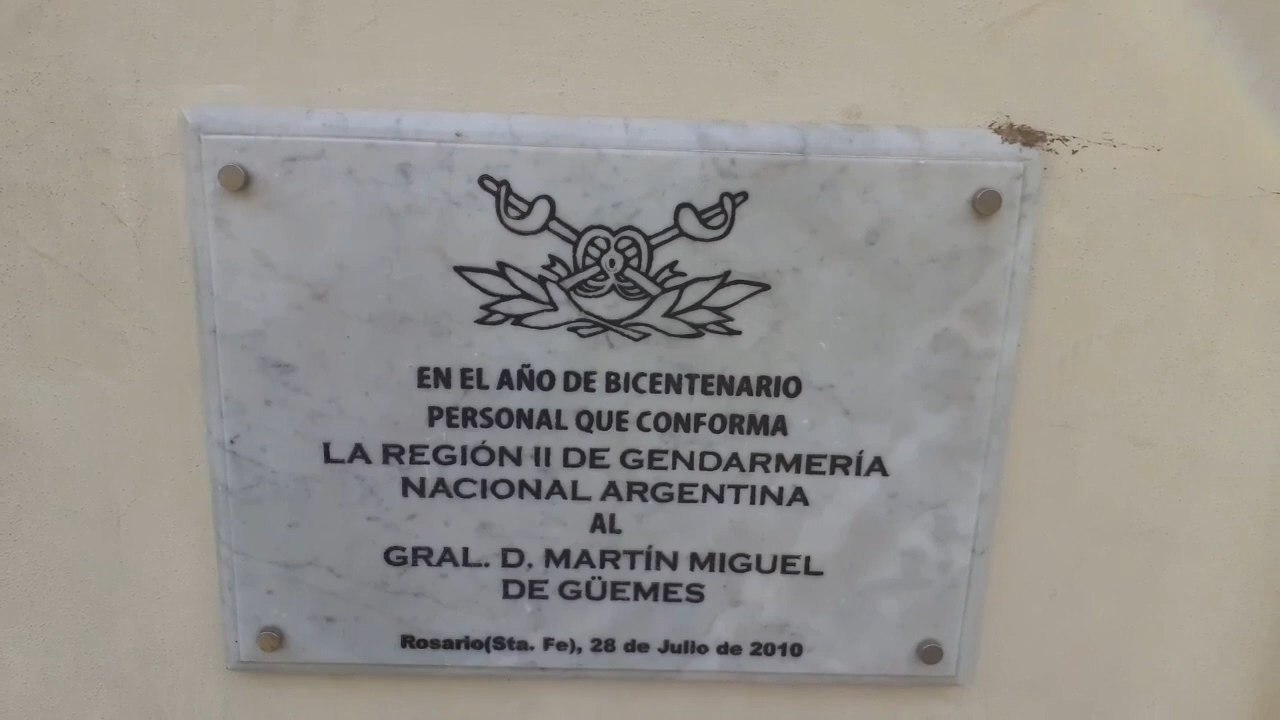 EN EL AÑO DE BICENTENARIO
PERSONAL QUE CONFORMA
LA REGIÓN II DE GENDARMERÍA
NACIONAL ARGENTINA
AL
GRAL. D. MARTÍN MIGUEL
DE GÜEMES
Rosario(Sta. Fe), 28 de Julio de 2010